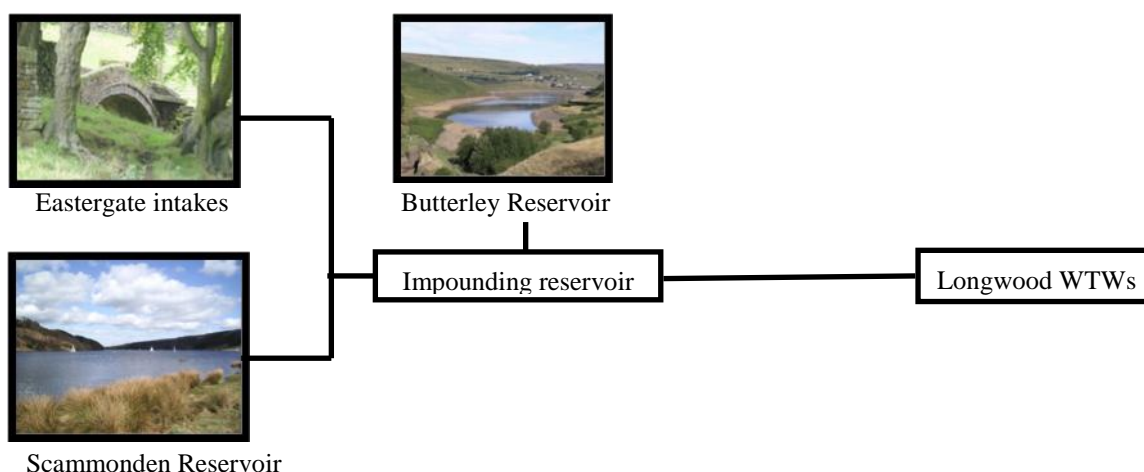 Eastergate intakes
Butterley Reservoir
Impounding reservoir
Longwood WTWs
Scammonden Reservoir